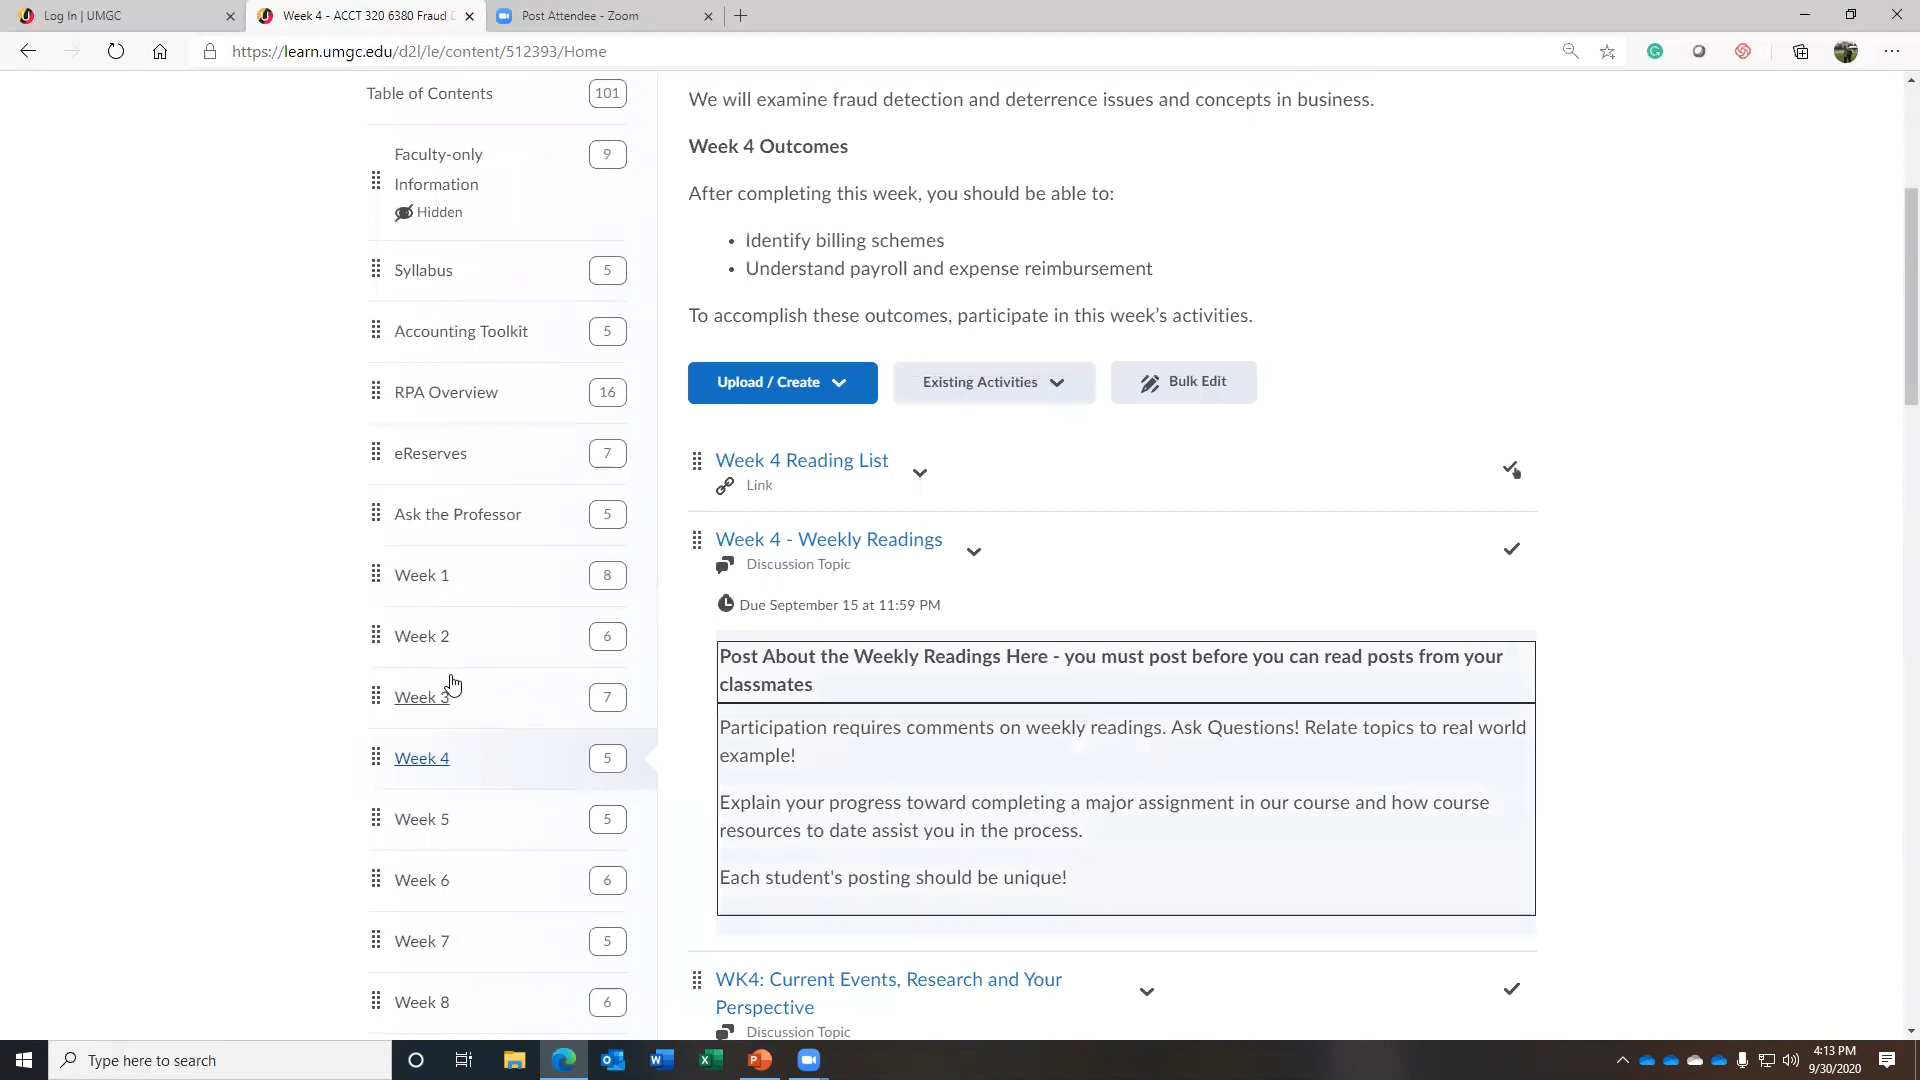 Log In | UMGC
Week 4 - ACCT 320 6380 Fraud D
Post Attendee - Zoom
https://learn.umgc.edu/d2l/le/content/512393/Home
Table of Contents 101
Faculty-only 9
Information
Hidden
Syllabus 5
Accounting Toolkit 5
RPA Overview 16
eReserves 7
Ask the Professor 5
Week 1 8
Week 2 6
Week 3 7
Week 4 5
Week 5 5
Week 6 6
Week 7 5
Week 8 6
We will examine fraud detection and deterrence issues and concepts in business.
Week 4 Outcomes
After completing this week, you should be able to:
• Identify billing schemes
• Understand payroll and expense reimbursement
To accomplish these outcomes, participate in this week’s activities.
Upload / Create Existing Activities Bulk Edit
Week 4 Reading List
Link
Week 4 - Weekly Readings
Discussion Topic
Due September 15 at 11:59 PM
Post About the Weekly Readings Here - you must post before you can read posts from your
classmates
Participation requires comments on weekly readings. Ask Questions! Relate topics to real world
example!
Explain your progress toward completing a major assignment in our course and how course
resources to date assist you in the process.
Each student's posting should be unique!
WK4: Current Events, Research and Your
Perspective
Discussion Topic
Type here to search
4:13 PM
9/30/2020